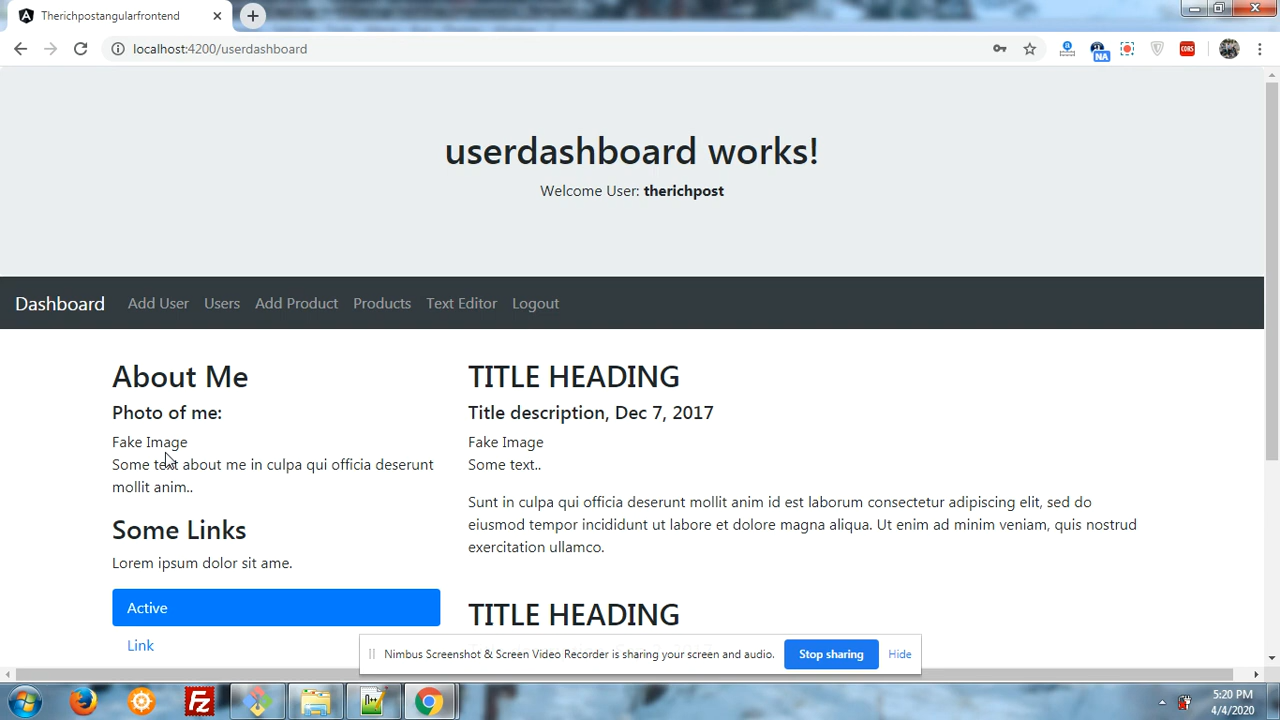 Therichpostangularfrontend
localhost:4200/userdashboard
NA
CORS
userdashboard works!
Welcome User: therichpost
Dashboard Add User Users Add Product Products Text Editor Logout
About Me
Photo of me:
Fake Image
Some text about me in culpa qui officia deserunt
mollit anim..
Some Links
Lorem ipsum dolor sit ame.
Active
Link
TITLE HEADING
Title description, Dec 7, 2017
Fake Image
Some text..
Sunt in culpa qui officia deserunt mollit anim id est laborum consectetur adipiscing elit, sed do
eiusmod tempor incididunt ut labore et dolore magna aliqua. Ut enim ad minim veniam, quis nostrud
exercitation ullamco.
TITLE HEADING
Nimbus Screenshot & Screen Video Recorder is sharing your screen and audio. Stop sharing Hide
Fz
5:20 PM
4/4/2020